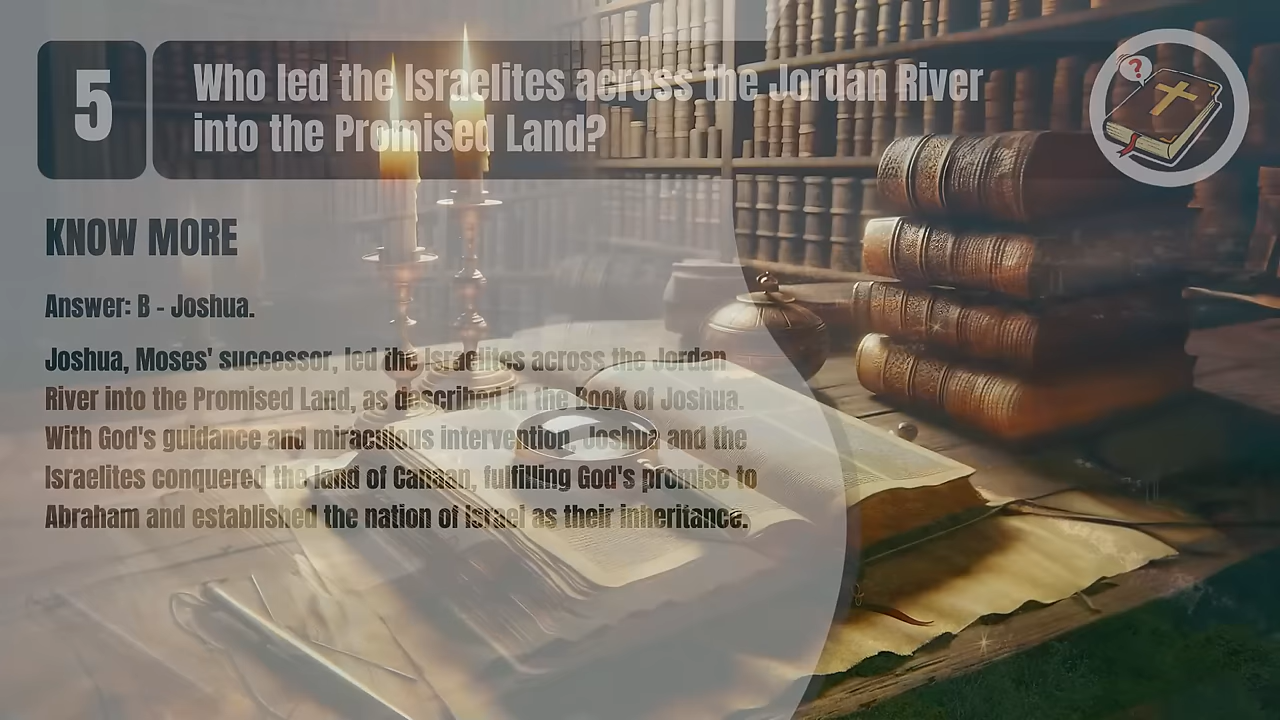 5
Who led the Israelites across the Jordan River
into the Promised Land?
?
KNOW MORE
Answer: B - Joshua.
Joshua, Moses' successor, led the Israelites across the Jordan
River into the Promised Land, as described in the Book of Joshua.
With God's guidance and miraculous intervention, Joshua and the
Israelites conquered the land of Canaan, fulfilling God's promise to
Abraham and established the nation of Israel as their inheritance.